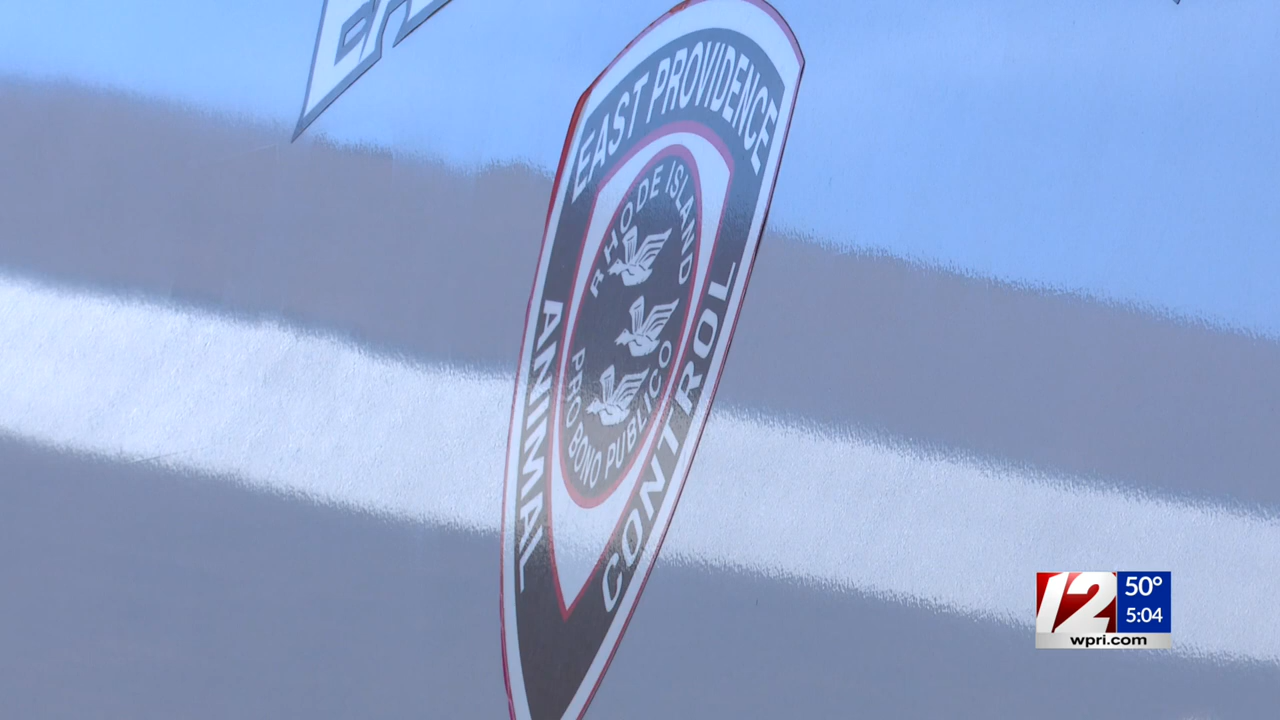 EAST PROVIDENCE
RHODE ISLAND
PRO BONO PUBLICO
ANIMAL
CONTROL
12
50°
5:04
wpri.com